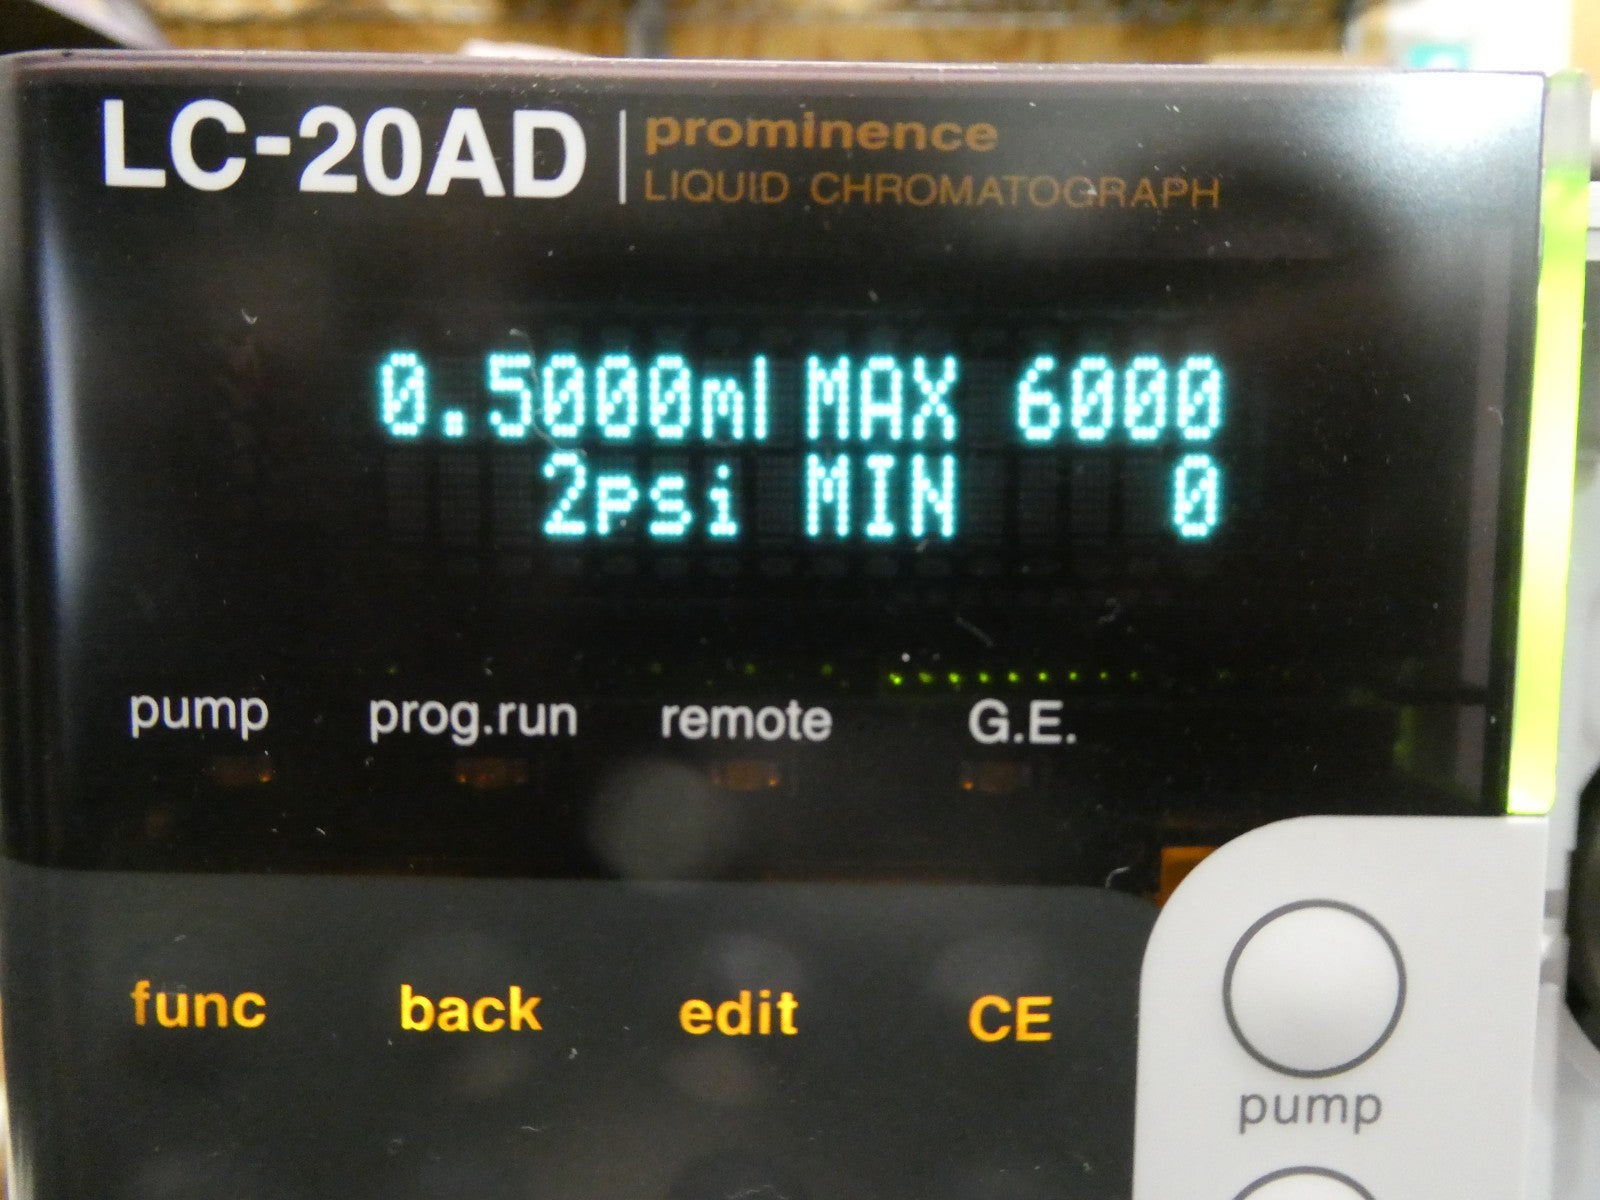 LC-20AD prominence
LIQUID CHROMATOGRAPH
0.5000ml MAX 6000
2psi MIN 0
pump prog.run remote G.E.
func back edit CE
pump